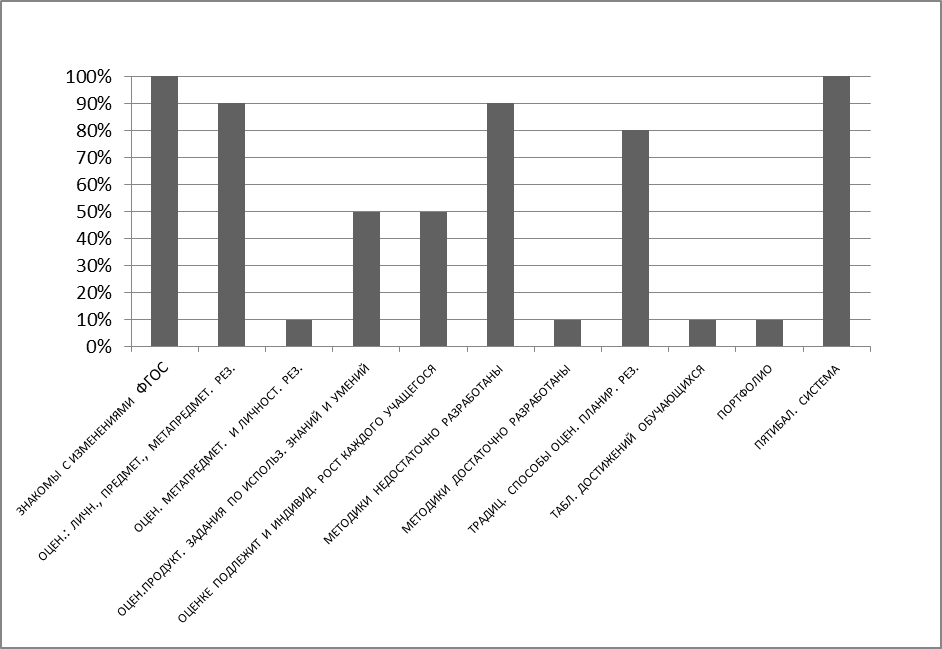 100%
90%
80%
70%
60%
50%
40%
30%
20%
10%
0%
ЗНАКОМЫ С ИЗМЕНЕНИЯМИ ФГОС
ОЦЕН.: ЛИЧН., ПРЕДМЕТ., МЕТАПРЕДМЕТ. РЕЗ.
ОЦЕН. МЕТАПРЕДМЕТ. И ЛИЧНОСТ. РЕЗ.
ОЦЕН.ПРОДУКТ. ЗАДАНИЯ ПО ИСПОЛЬЗ. ЗНАНИЙ И УМЕНИЙ
ОЦЕНКЕ ПОДЛЕЖИТ И ИНДИВИД. РОСТ КАЖДОГО УЧАЩЕГОСЯ
МЕТОДИКИ НЕДОСТАТОЧНО РАЗРАБОТАНЫ
МЕТОДИКИ ДОСТАТОЧНО РАЗРАБОТАНЫ
ТРАДИЦ. СПОСОБЫ ОЦЕН. ПЛАНИР. РЕЗ.
ТАБЛ. ДОСТИЖЕНИЙ ОБУЧАЮЩИХСЯ
ПОРТФОЛИО
ПЯТИБАЛ. СИСТЕМА